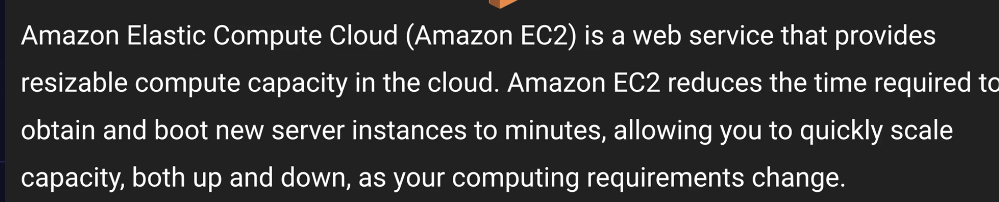 Amazon Elastic Compute Cloud (Amazon EC2) is a web service that provides
resizable compute capacity in the cloud. Amazon EC2 reduces the time required to
obtain and boot new server instances to minutes, allowing you to quickly scale
capacity, both up and down, as your computing requirements change.